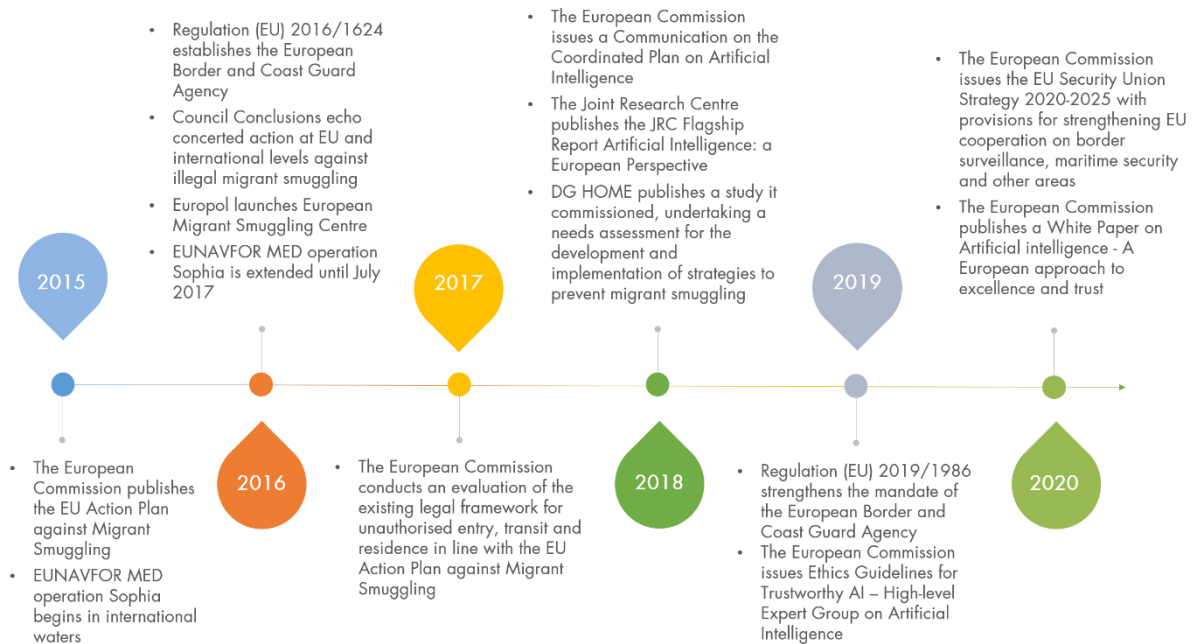 2015
• The European
Commission publishes
the EU Action Plan
against Migrant
Smuggling
• EUNAVFOR MED
operation Sophia
begins in international
waters
• Regulation (EU) 2016/1624
establishes the European
Border and Coast Guard
Agency
• Council Conclusions echo
concerted action at EU and
international levels against
illegal migrant smuggling
• Europol launches European
Migrant Smuggling Centre
• EUNAVFOR MED operation
Sophia is extended until July
2017
2016
2017
• The European Commission
conducts an evaluation of the
existing legal framework for
unauthorised entry, transit and
residence in line with the EU
Action Plan against Migrant
Smuggling
• The European Commission
issues a Communication on the
Coordinated Plan on Artificial
Intelligence
• The Joint Research Centre
publishes the JRC Flagship
Report Artificial Intelligence: a
European Perspective
• DG HOME publishes a study it
commissioned, undertaking a
needs assessment for the
development and
implementation of strategies to
prevent migrant smuggling
2018
2019
• Regulation (EU) 2019/1986
strengthens the mandate of
the European Border and
Coast Guard Agency
• The European Commission
issues Ethics Guidelines for
Trustworthy AI – High-level
Expert Group on Artificial
Intelligence
• The European Commission
issues the EU Security Union
Strategy 2020-2025 with
provisions for strengthening EU
cooperation on border
surveillance, maritime security
and other areas
• The European Commission
publishes a White Paper on
Artificial intelligence - A
European approach to
excellence and trust
2020